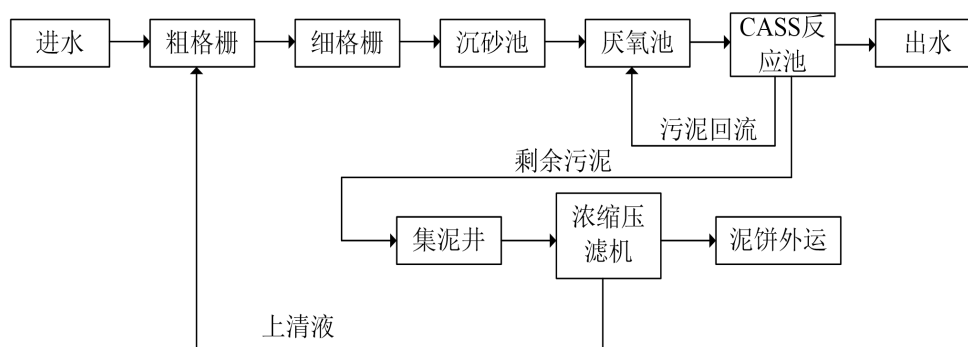 进水
粗格栅
细格栅
沉砂池
厌氧池
CASS反
应池
出水
污泥回流
剩余污泥
集泥井
浓缩压
滤机
泥饼外运
上清液